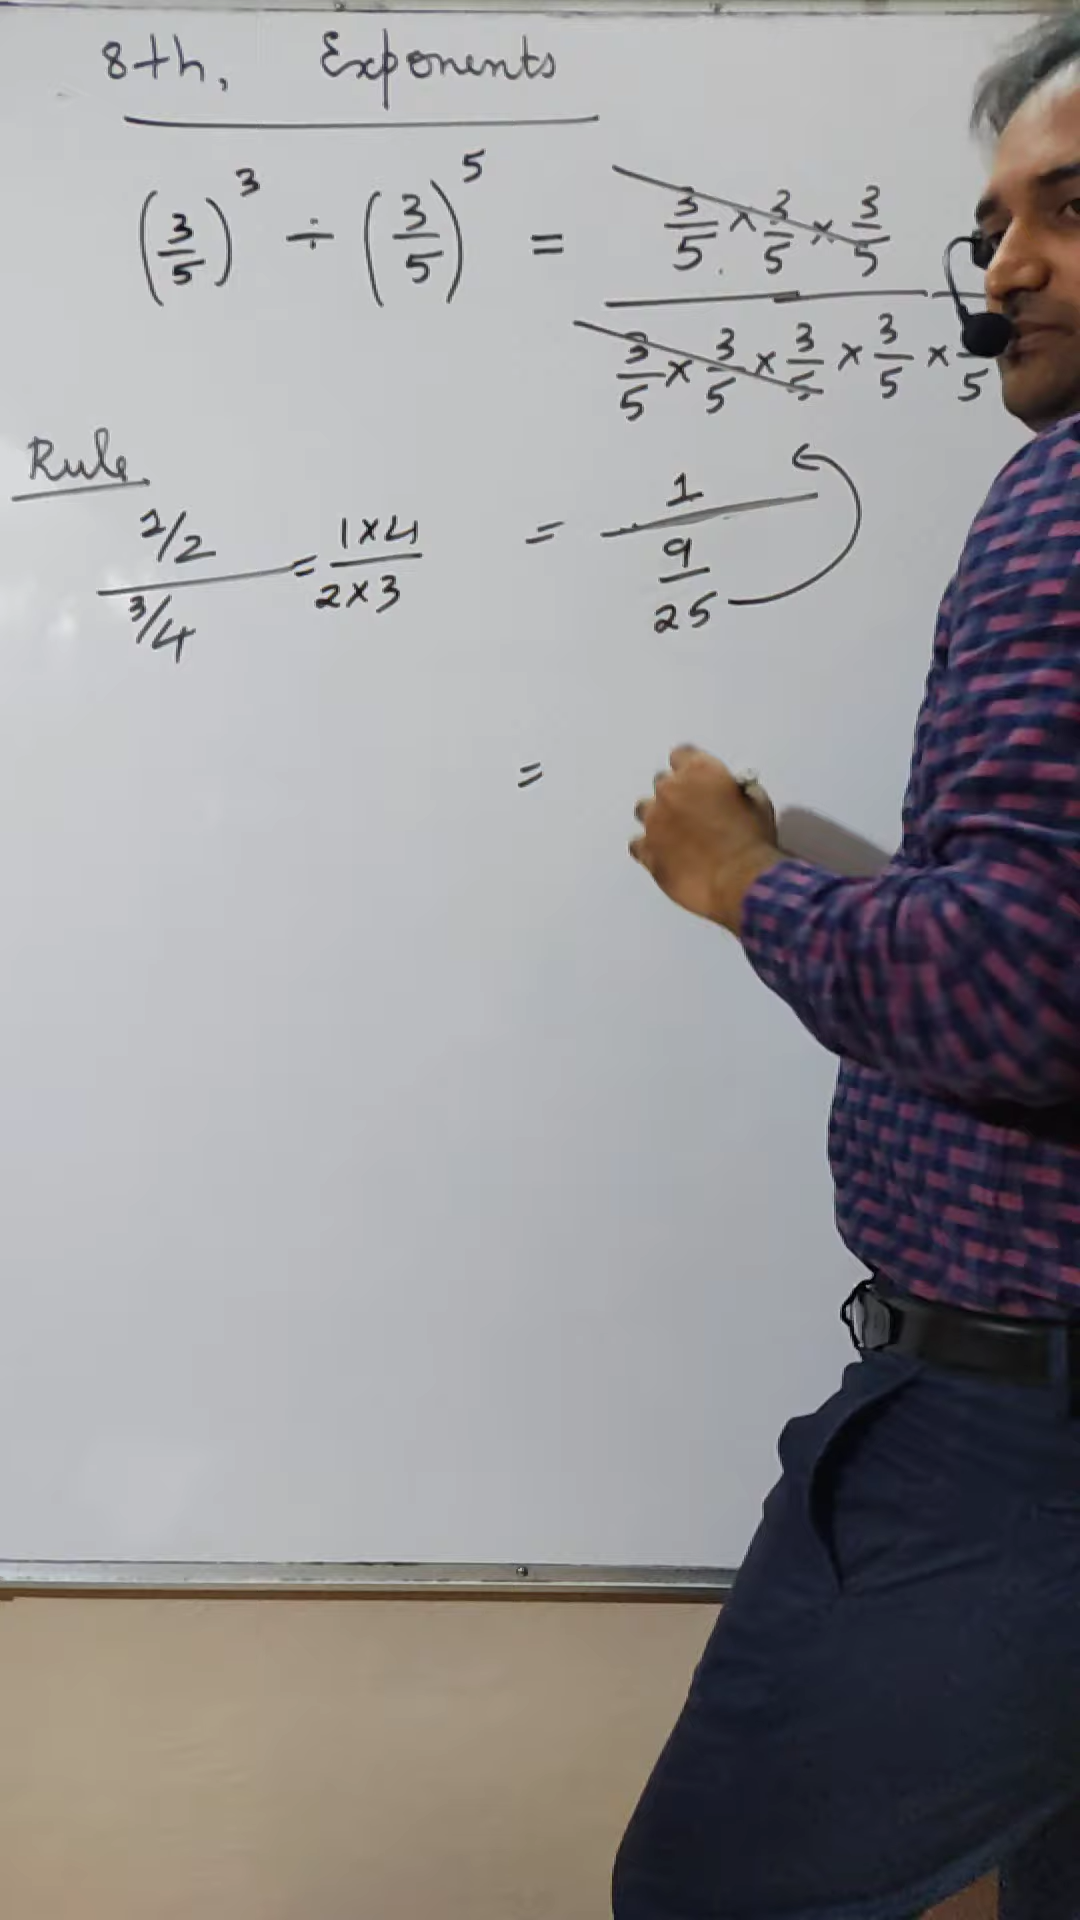 8th, Exponents
(3/5)^3 ÷ (3/5)^5 = (3/5 × 3/5 × 3/5) / (3/5 × 3/5 × 3/5 × 3/5 × /5)
Rule
(1/2) / (3/4) = (1×4) / (2×3)
= 1 / (9/25)
=